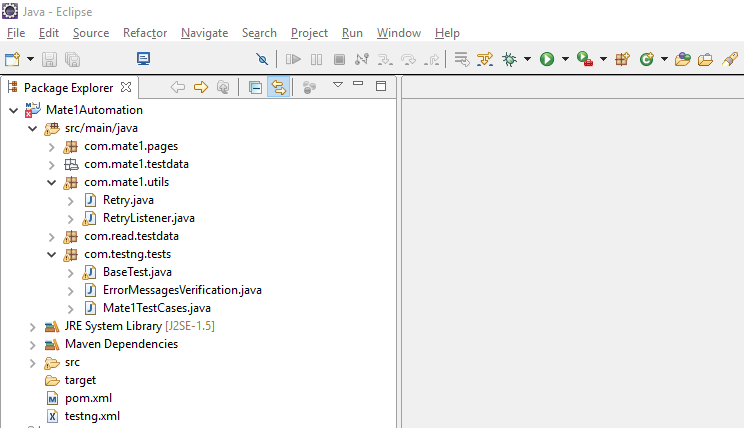 Java - Eclipse
File Edit Source Refactor Navigate Search Project Run Window Help
Package Explorer
Mate1Automation
src/main/java
com.mate1.pages
com.mate1.testdata
com.mate1.utils
Retry.java
RetryListener.java
com.read.testdata
com.testng.tests
BaseTest.java
ErrorMessagesVerification.java
Mate1TestCases.java
JRE System Library [J2SE-1.5]
Maven Dependencies
src
target
pom.xml
testng.xml